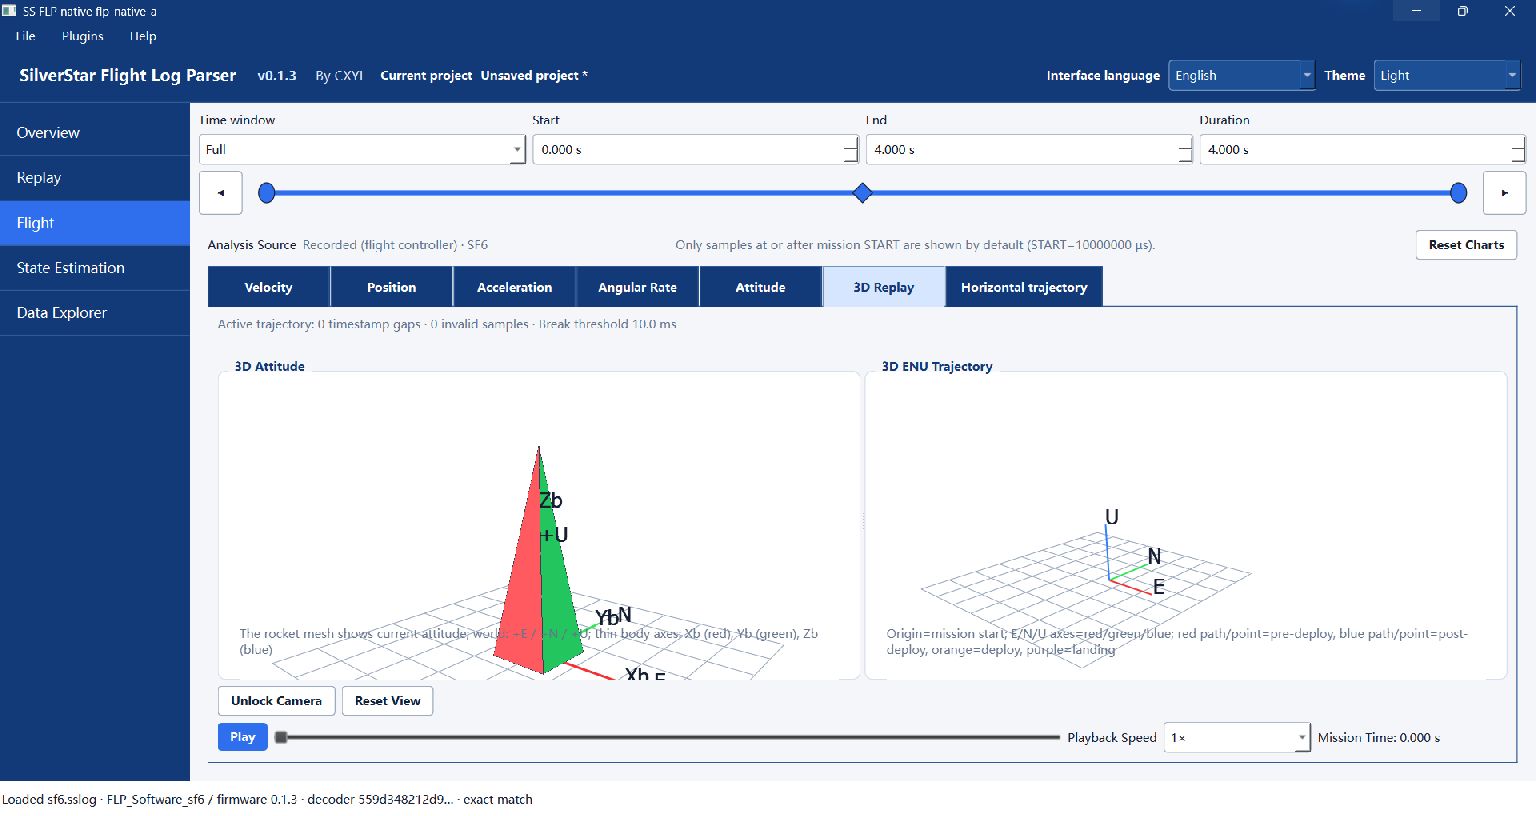 SS FLP native flp_native_a
File Plugins Help
SilverStar Flight Log Parser v0.1.3 By CXYL Current project Unsaved project * Interface language English Theme Light
Overview
Replay
Flight
State Estimation
Data Explorer
Time window Start End Duration
Full 0.000 s 4.000 s 4.000 s
Analysis Source Recorded (flight controller) · SF6 Only samples at or after mission START are shown by default (START=10000000 µs). Reset Charts
Velocity Position Acceleration Angular Rate Attitude 3D Replay Horizontal trajectory
Active trajectory: 0 timestamp gaps · 0 invalid samples · Break threshold 10.0 ms
3D Attitude
Zb
+U
Yb N
The rocket mesh shows current attitude; world: +E / +N / +U; thin body axes: Xb (red), Yb (green), Zb
(blue)
Xb E
3D ENU Trajectory
U
N
E
Origin=mission start; E/N/U axes=red/green/blue; red path/point=pre-deploy, blue path/point=post-
deploy, orange=deploy, purple=landing
Unlock Camera Reset View
Play Playback Speed 1× Mission Time: 0.000 s
Loaded sf6.sslog · FLP_Software_sf6 / firmware 0.1.3 · decoder 559d348212d9... · exact match